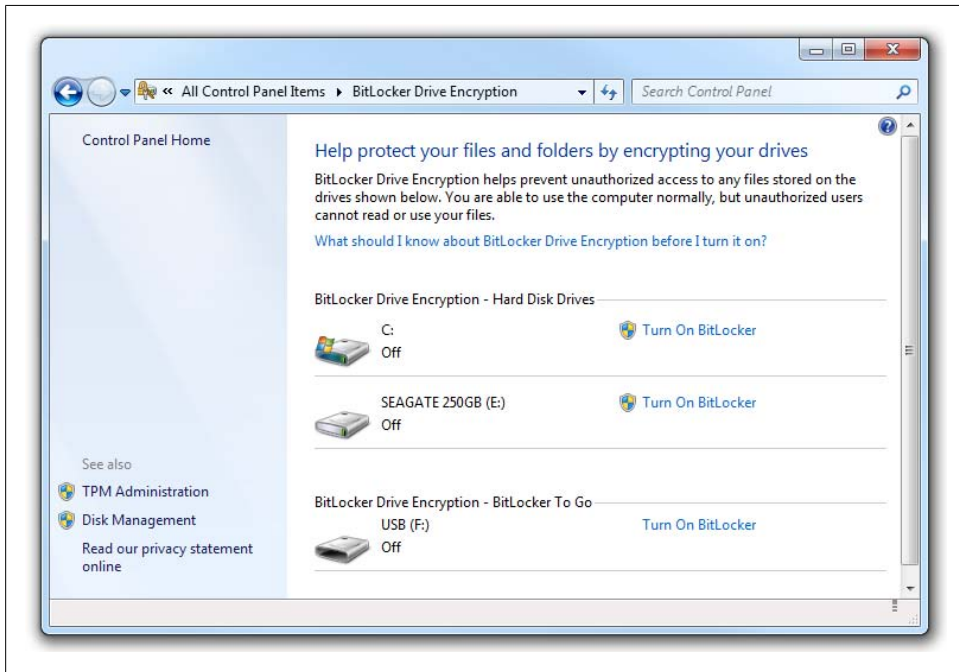 « All Control Panel Items ▸ BitLocker Drive Encryption
Search Control Panel
Control Panel Home
Help protect your files and folders by encrypting your drives
BitLocker Drive Encryption helps prevent unauthorized access to any files stored on the
drives shown below. You are able to use the computer normally, but unauthorized users
cannot read or use your files.
What should I know about BitLocker Drive Encryption before I turn it on?
BitLocker Drive Encryption - Hard Disk Drives
C:
Off
Turn On BitLocker
SEAGATE 250GB (E:)
Off
Turn On BitLocker
BitLocker Drive Encryption - BitLocker To Go
USB (F:)
Off
Turn On BitLocker
See also
TPM Administration
Disk Management
Read our privacy statement
online